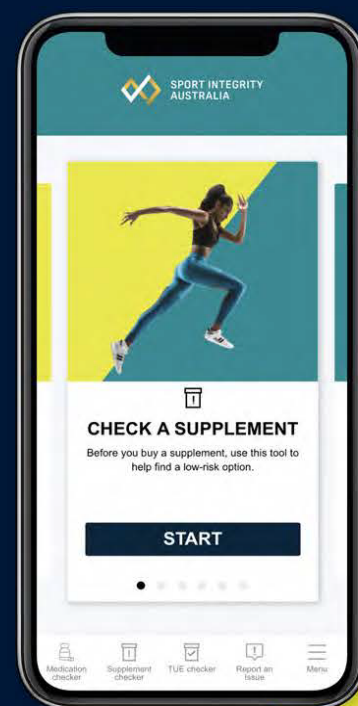 SPORT INTEGRITY
AUSTRALIA
CHECK A SUPPLEMENT
Before you buy a supplement, use this tool to
help find a low-risk option.
START
Medication
checker
Supplement
checker
TUE checker
Report an
Issue
Menu